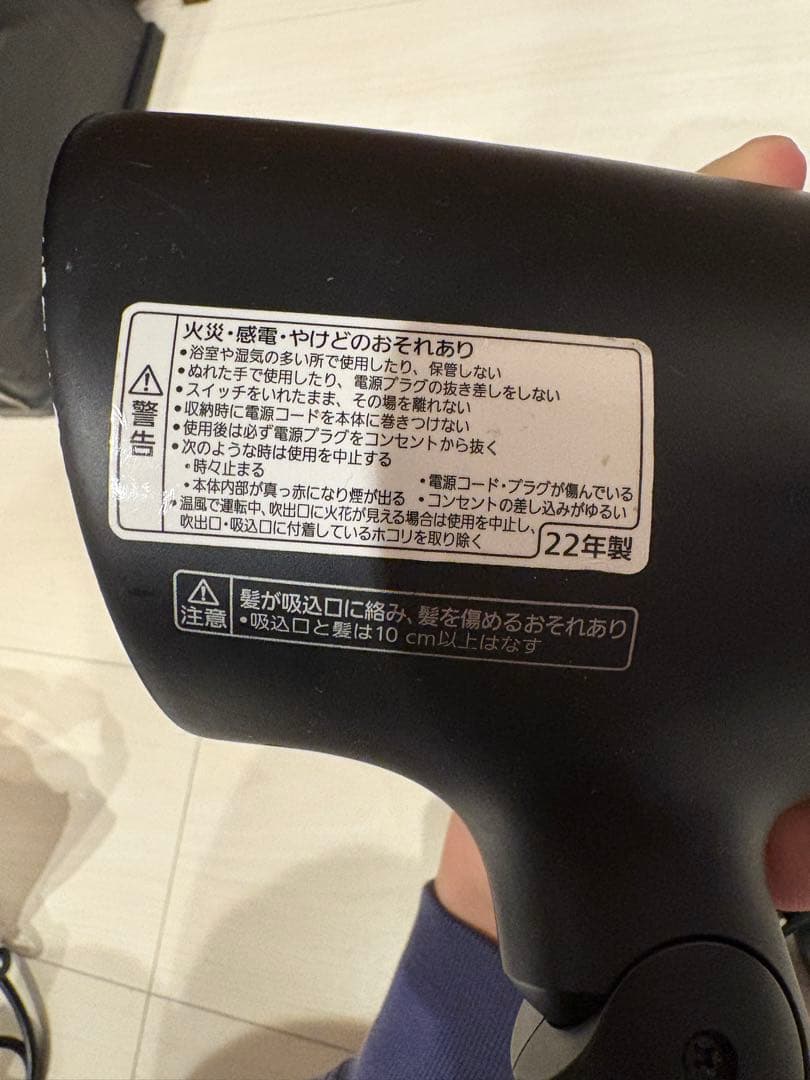 警告
火災・感電・やけどのおそれあり
•浴室や湿気の多い所で使用したり、保管しない
•ぬれた手で使用したり、電源プラグの抜き差しをしない
•スイッチをいれたまま、その場を離れない
•収納時に電源コードを本体に巻きつけない
•使用後は必ず電源プラグをコンセントから抜く
•次のような時は使用を中止する
・時々止まる ・電源コード・プラグが傷んでいる
・本体内部が真っ赤になり煙が出る ・コンセントの差し込みがゆるい
•温風で運転中、吹出口に火花が見える場合は使用を中止し、
吹出口・吸込口に付着しているホコリを取り除く
22年製
注意
髪が吸込口に絡み、髪を傷めるおそれあり
•吸込口と髪は10 cm以上はなす